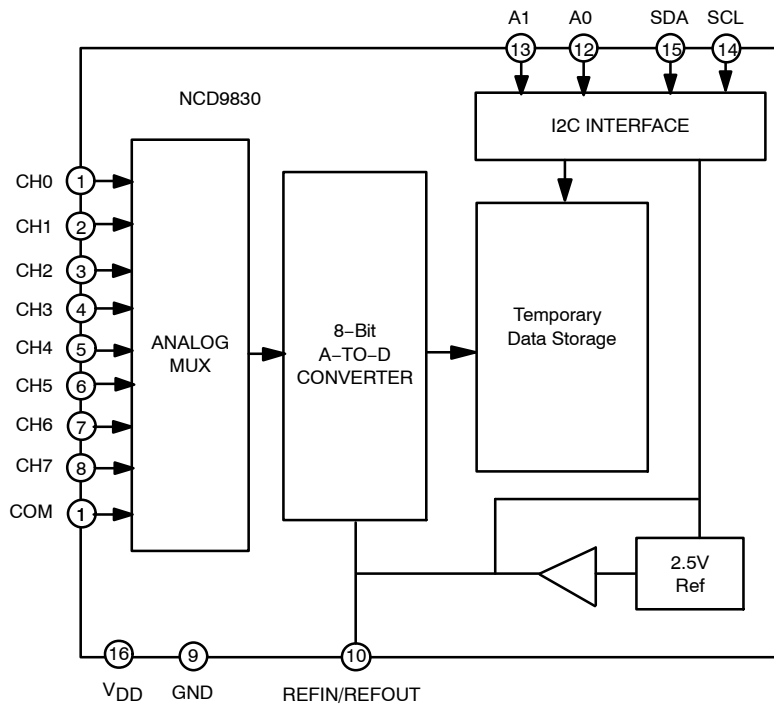 A1 A0 SDA SCL
13 12 15 14
NCD9830
I2C INTERFACE
CH0 1
CH1 2
CH2 3
CH3 4
CH4 5
CH5 6
CH6 7
CH7 8
COM 1
ANALOG
MUX
8−Bit
A−TO−D
CONVERTER
Temporary
Data Storage
2.5V
Ref
16 9 10
VDD GND REFIN/REFOUT